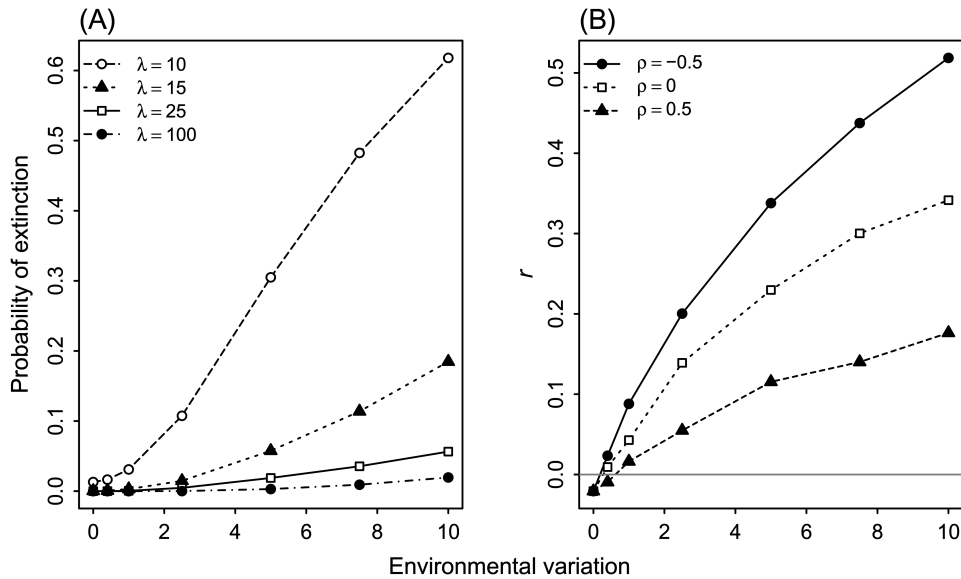 (A)
λ = 10
λ = 15
λ = 25
λ = 100
Probability of extinction
0.0 0.1 0.2 0.3 0.4 0.5 0.6
0 2 4 6 8 10
(B)
ρ = −0.5
ρ = 0
ρ = 0.5
r
0.0 0.1 0.2 0.3 0.4 0.5
0 2 4 6 8 10
Environmental variation